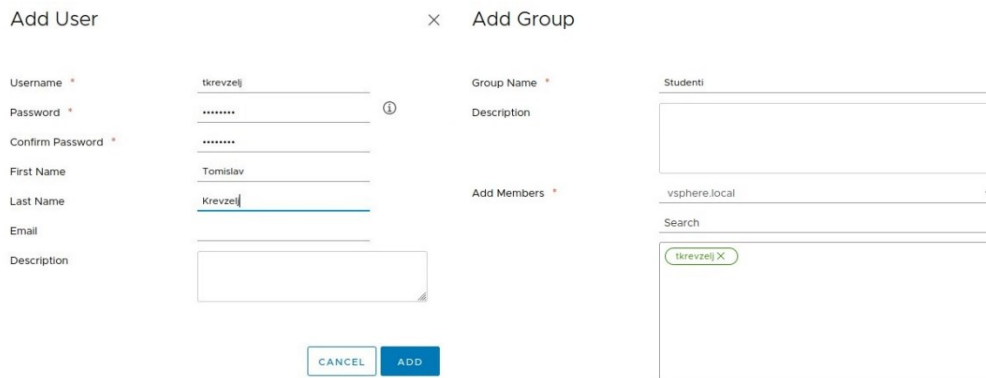 Add User
Username *
tkrevzelj
Password *
••••••••
Confirm Password *
••••••••
First Name
Tomislav
Last Name
Krevzelj
Email
Description
CANCEL
ADD
Add Group
Group Name *
Studenti
Description
Add Members *
vsphere.local
Search
tkrevzelj